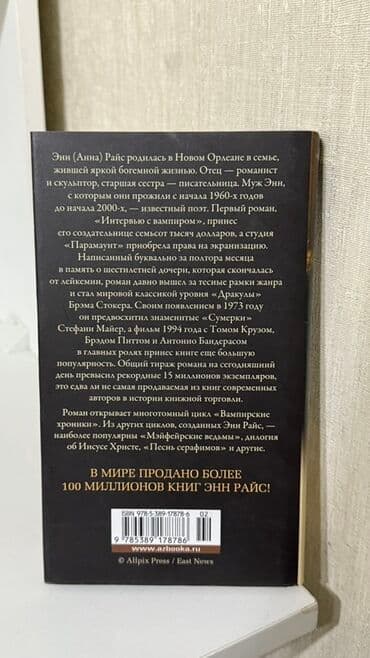 Энн (Анна) Райс родилась в Новом Орлеане в семье,
жившей яркой богемной жизнью. Отец — романист
и скульптор, старшая сестра — писательница. Муж Энн,
с которым они прожили с начала 1960-х годов
до начала 2000-х, — известный поэт. Первый роман,
«Интервью с вампиром», принес
его создательнице семьсот тысяч долларов, а студия
«Парамаунт» приобрела права на экранизацию.
Написанный буквально за полтора месяца
в память о шестилетней дочери, которая скончалась
от лейкемии, роман давно вышел за тесные рамки жанра
и стал мировой классикой уровня «Дракулы»
Брэма Стокера. Своим появлением в 1973 году
он предвосхитил знаменитые «Сумерки»
Стефани Майер, а фильм 1994 года с Томом Крузом,
Брэдом Питтом и Антонио Бандерасом
в главных ролях принес книге еще большую
популярность. Общий тираж романа на сегодняшний
день превысил рекордные 15 миллионов экземпляров,
это едва ли не самая продаваемая из книг современных
авторов в истории книжной торговли.
Роман открывает многотомный цикл «Вампирские
хроники». Из других циклов, созданных Энн Райс, —
наиболее популярны «Мэйфейрские ведьмы», дилогия
об Иисусе Христе, «Песнь серафимов» и другие.
В МИРЕ ПРОДАНО БОЛЕЕ
100 МИЛЛИОНОВ КНИГ ЭНН РАЙС!
ISBN 978-5-389-17878-6
02
9 785389 178786
www.azbooka.ru
© Allpix Press / East News